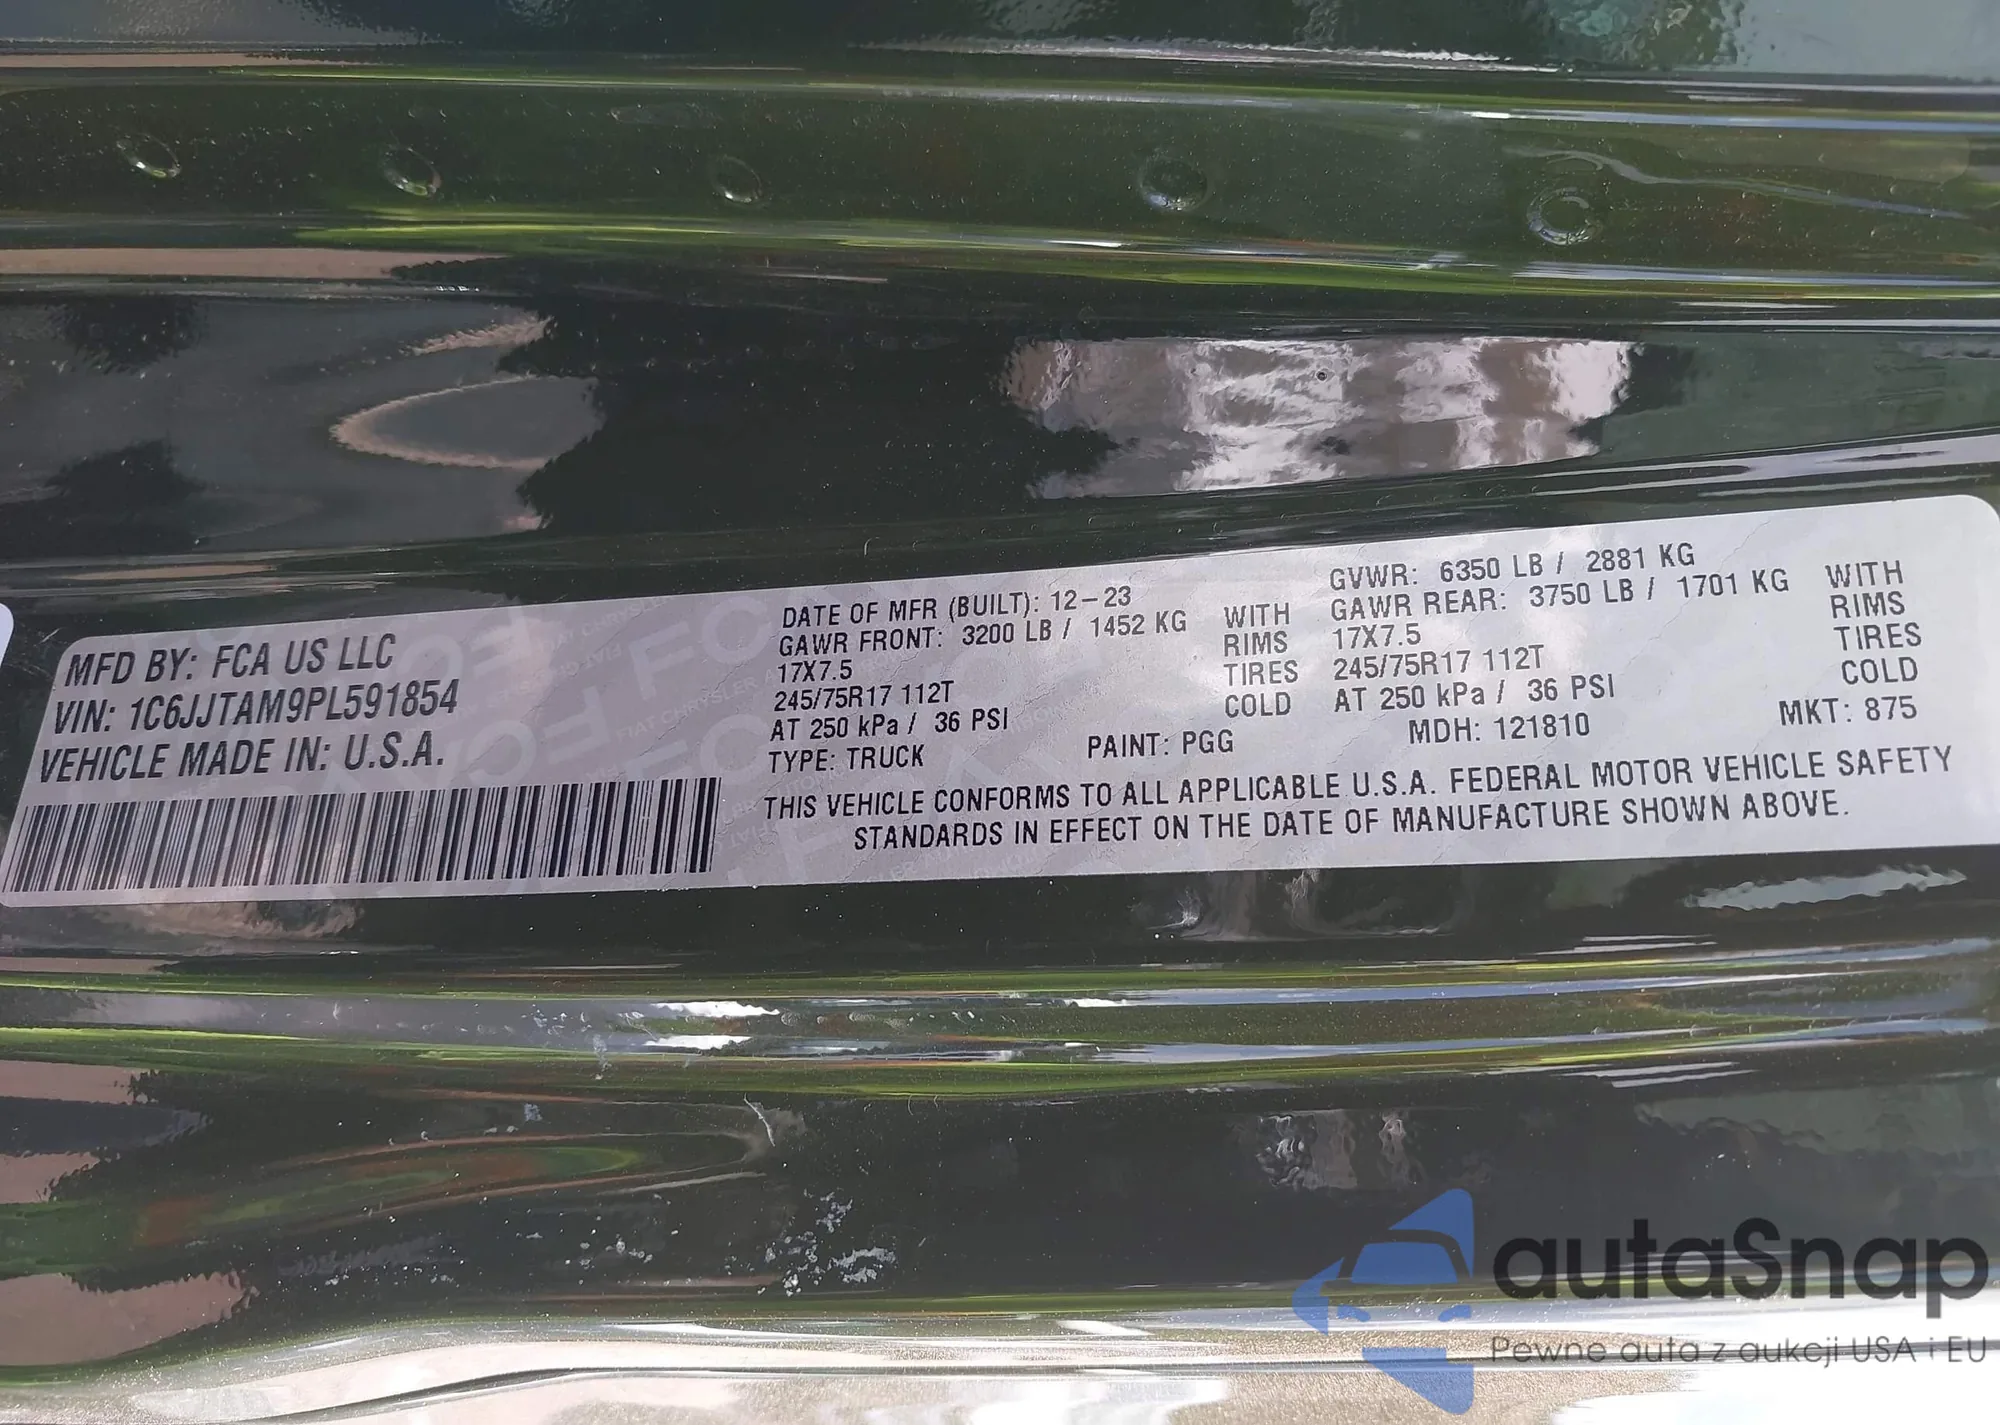 MFD BY: FCA US LLC
VIN: 1C6JJTAM9PL591854
VEHICLE MADE IN: U.S.A.
DATE OF MFR (BUILT): 12-23
GAWR FRONT: 3200 LB / 1452 KG WITH
17X7.5 RIMS
245/75R17 112T TIRES
AT 250 kPa / 36 PSI COLD
TYPE: TRUCK
GVWR: 6350 LB / 2881 KG
GAWR REAR: 3750 LB / 1701 KG WITH
17X7.5 RIMS
245/75R17 112T TIRES
AT 250 kPa / 36 PSI COLD
PAINT: PGG MDH: 121810 MKT: 875
THIS VEHICLE CONFORMS TO ALL APPLICABLE U.S.A. FEDERAL MOTOR VEHICLE SAFETY
STANDARDS IN EFFECT ON THE DATE OF MANUFACTURE SHOWN ABOVE.
autaSnap
Pewne auta z aukcji USA i EU